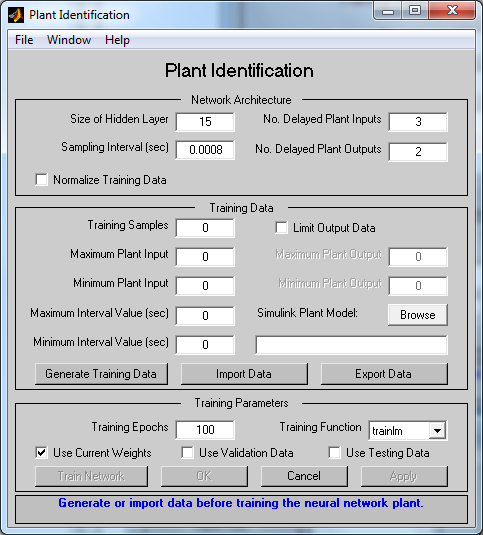 Plant Identification
File Window Help
Plant Identification
Network Architecture
Size of Hidden Layer 15 No. Delayed Plant Inputs 3
Sampling Interval (sec) 0.0008 No. Delayed Plant Outputs 2
Normalize Training Data
Training Data
Training Samples 0 Limit Output Data
Maximum Plant Input 0 Maximum Plant Output 0
Minimum Plant Input 0 Minimum Plant Output 0
Maximum Interval Value (sec) 0 Simulink Plant Model: Browse
Minimum Interval Value (sec) 0
Generate Training Data Import Data Export Data
Training Parameters
Training Epochs 100 Training Function trainlm
Use Current Weights Use Validation Data Use Testing Data
Train Network OK Cancel Apply
Generate or import data before training the neural network plant.